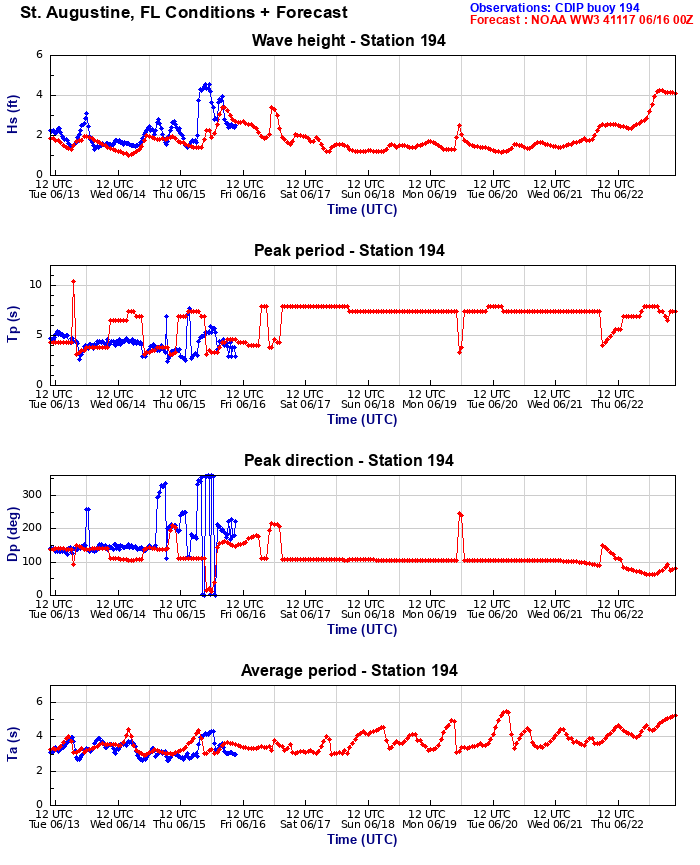 St. Augustine, FL Conditions + Forecast
Observations: CDIP buoy 194
Forecast : NOAA WW3 41117 06/16 00Z
Wave height - Station 194
Hs (ft)
6
4
2
0
12 UTC 12 UTC 12 UTC 12 UTC 12 UTC 12 UTC 12 UTC 12 UTC 12 UTC 12 UTC
Tue 06/13 Wed 06/14 Thu 06/15 Fri 06/16 Sat 06/17 Sun 06/18 Mon 06/19 Tue 06/20 Wed 06/21 Thu 06/22
Time (UTC)
Peak period - Station 194
Tp (s)
10
5
0
12 UTC 12 UTC 12 UTC 12 UTC 12 UTC 12 UTC 12 UTC 12 UTC 12 UTC 12 UTC
Tue 06/13 Wed 06/14 Thu 06/15 Fri 06/16 Sat 06/17 Sun 06/18 Mon 06/19 Tue 06/20 Wed 06/21 Thu 06/22
Time (UTC)
Peak direction - Station 194
Dp (deg)
300
200
100
0
12 UTC 12 UTC 12 UTC 12 UTC 12 UTC 12 UTC 12 UTC 12 UTC 12 UTC 12 UTC
Tue 06/13 Wed 06/14 Thu 06/15 Fri 06/16 Sat 06/17 Sun 06/18 Mon 06/19 Tue 06/20 Wed 06/21 Thu 06/22
Time (UTC)
Average period - Station 194
Ta (s)
6
4
2
0
12 UTC 12 UTC 12 UTC 12 UTC 12 UTC 12 UTC 12 UTC 12 UTC 12 UTC 12 UTC
Tue 06/13 Wed 06/14 Thu 06/15 Fri 06/16 Sat 06/17 Sun 06/18 Mon 06/19 Tue 06/20 Wed 06/21 Thu 06/22
Time (UTC)